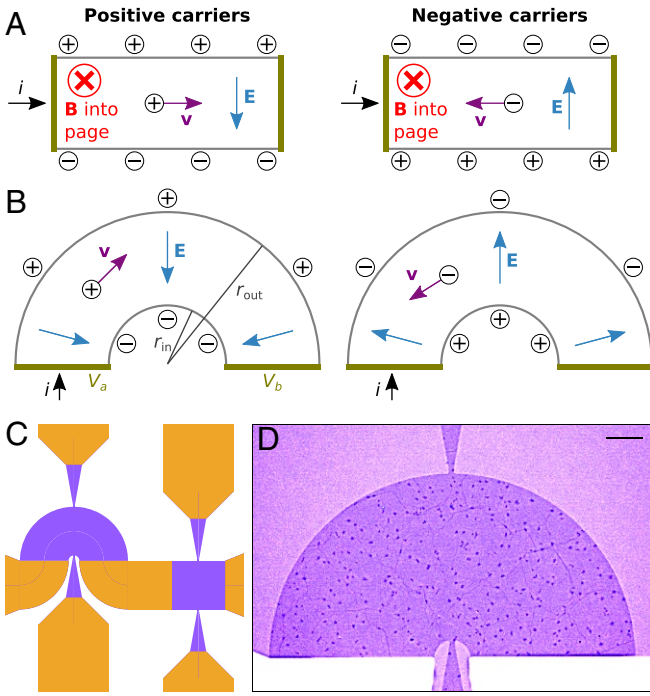 A
Positive carriers
Negative carriers
+ + + +
− − − −
i
B into
page
+
v
E
i
B into
page
−
v
E
− − − −
+ + + +
B
+
+
+
v
+
E
r_out
r_in
−
−
−
i
V_a
V_b
−
−
−
v
−
E
+
+
+
i
C
D